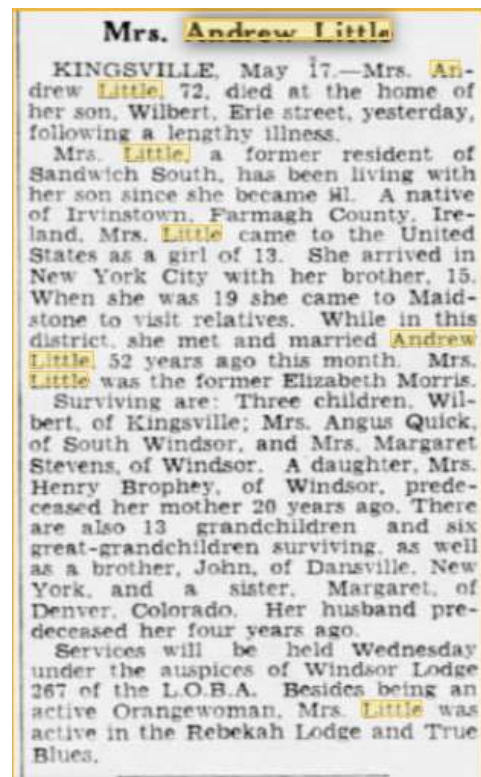 Mrs. Andrew Little
KINGSVILLE, May 17.—Mrs. An-
drew Little, 72, died at the home of
her son, Wilbert, Erie street, yesterday,
following a lengthy illness.
Mrs. Little, a former resident of
Sandwich South, has been living with
her son since she became ill. A native
of Irvinstown, Farmagh County, Ire-
land, Mrs. Little came to the United
States as a girl of 13. She arrived in
New York City with her brother, 15.
When she was 19 she came to Maid-
stone to visit relatives. While in this
district, she met and married Andrew
Little, 52 years ago this month. Mrs.
Little was the former Elizabeth Morris.
Surviving are: Three children, Wil-
bert, of Kingsville; Mrs. Angus Quick,
of South Windsor, and Mrs. Margaret
Stevens, of Windsor. A daughter, Mrs.
Henry Brophey, of Windsor, prede-
ceased her mother 20 years ago. There
are also 13 grandchildren and six
great-grandchildren surviving, as well
as a brother, John, of Dansville, New
York, and a sister, Margaret, of
Denver, Colorado. Her husband pre-
deceased her four years ago.
Services will be held Wednesday
under the auspices of Windsor Lodge
267 of the L.O.B.A. Besides being an
active Orangewoman, Mrs. Little was
active in the Rebekah Lodge and True
Blues.